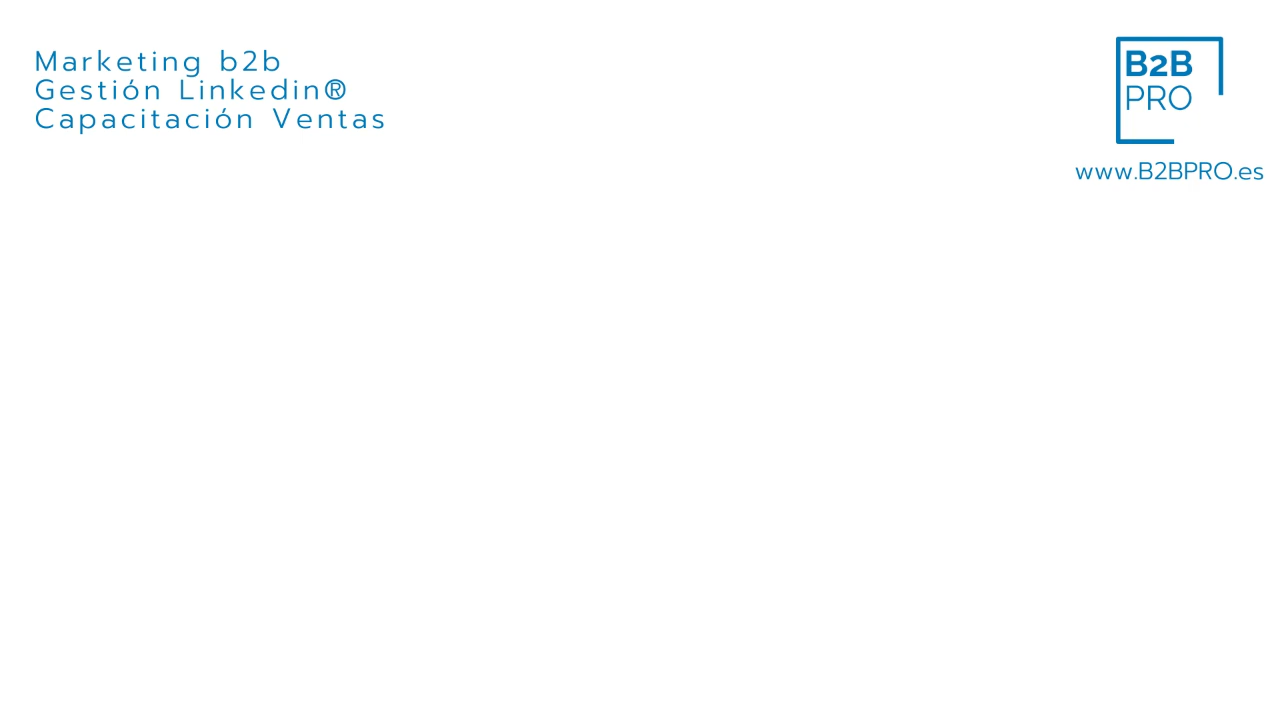 Marketing b2b
Gestión Linkedin®
Capacitación Ventas
B2B
PRO
www.B2BPRO.es